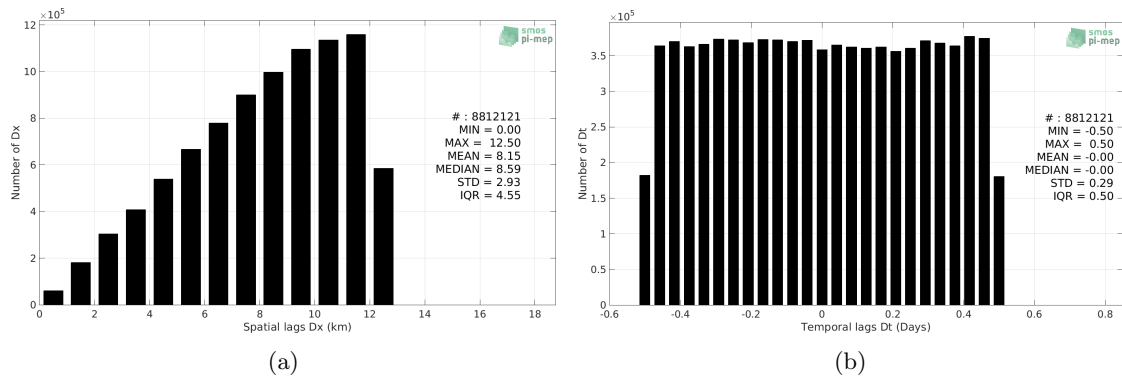 ×10⁵
12
10
8
6
4
2
0
0 2 4 6 8 10 12 14 16 18
Number of Dx
Spatial lags Dx (km)
smos
pi-mep
# : 8812121
MIN = 0.00
MAX = 12.50
MEAN = 8.15
MEDIAN = 8.59
STD = 2.93
IQR = 4.55
(a)
×10⁵
3.5
3
2.5
2
1.5
1
0.5
0
-0.6 -0.4 -0.2 0 0.2 0.4 0.6 0.8
Number of Dt
Temporal lags Dt (Days)
smos
pi-mep
# : 8812121
MIN = -0.50
MAX = 0.50
MEAN = -0.00
MEDIAN = -0.00
STD = 0.29
IQR = 0.50
(b)